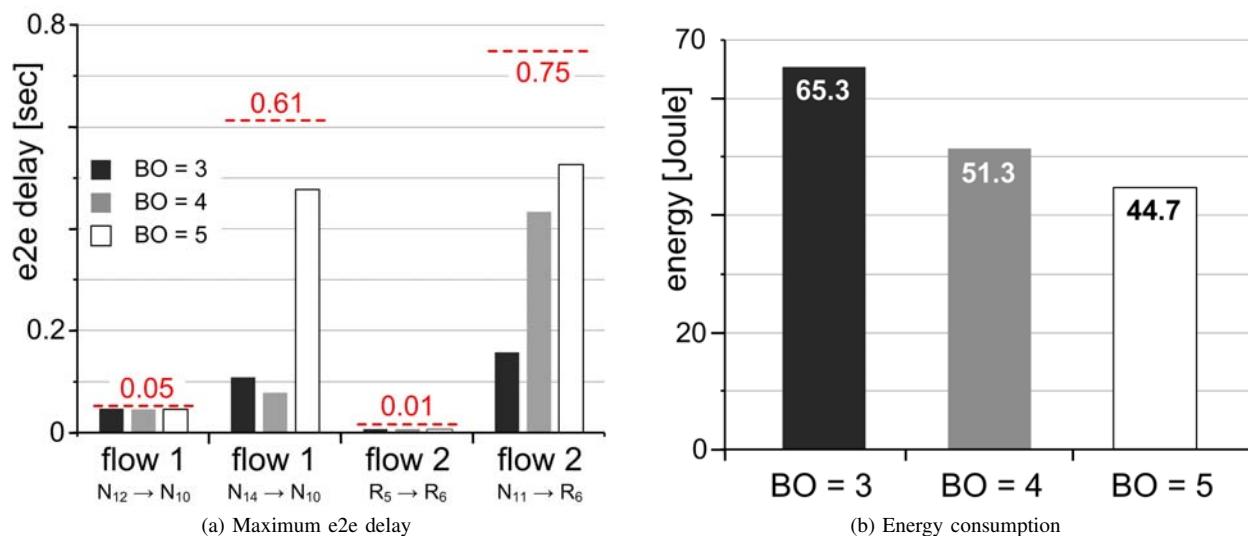 0.8
0.2
0
e2e delay [sec]
BO = 3
BO = 4
BO = 5
0.05
0.61
0.01
0.75
flow 1 flow 1 flow 2 flow 2
N₁₂ → N₁₀ N₁₄ → N₁₀ R₅ → R₆ N₁₁ → R₆
(a) Maximum e2e delay
70
20
0
energy [Joule]
65.3
51.3
44.7
BO = 3 BO = 4 BO = 5
(b) Energy consumption